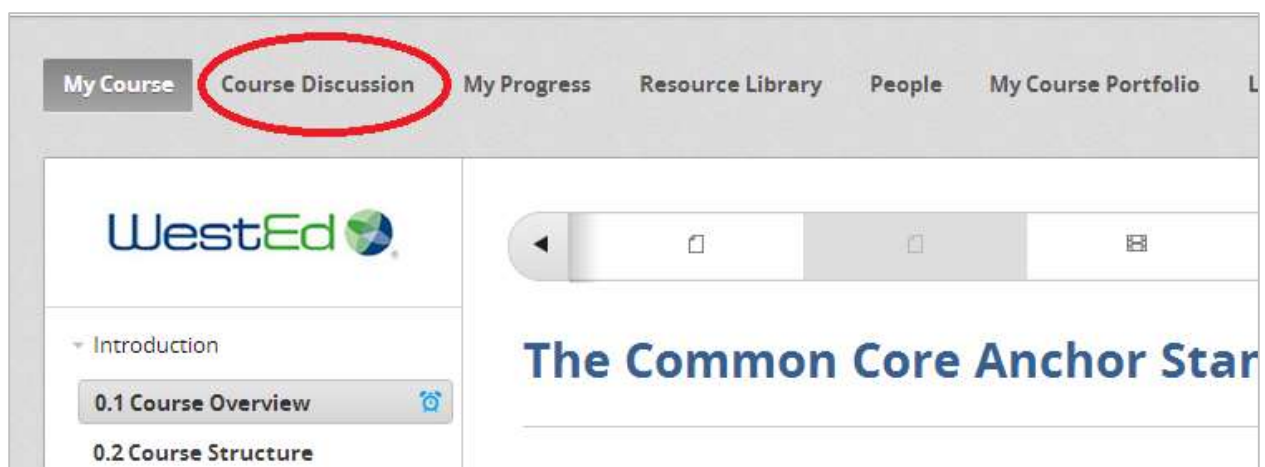 My Course Course Discussion My Progress Resource Library People My Course Portfolio L
WestEd
Introduction
0.1 Course Overview
0.2 Course Structure
The Common Core Anchor Star